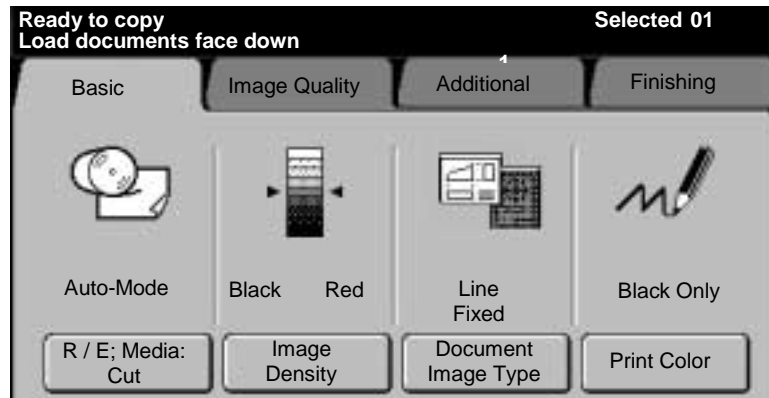 Ready to copy
Selected 01
Load documents face down
1
Basic
Image Quality
Additional
Finishing
Auto-Mode
Black
Red
Line
Fixed
Black Only
R / E; Media:
Cut
Image
Density
Document
Image Type
Print Color